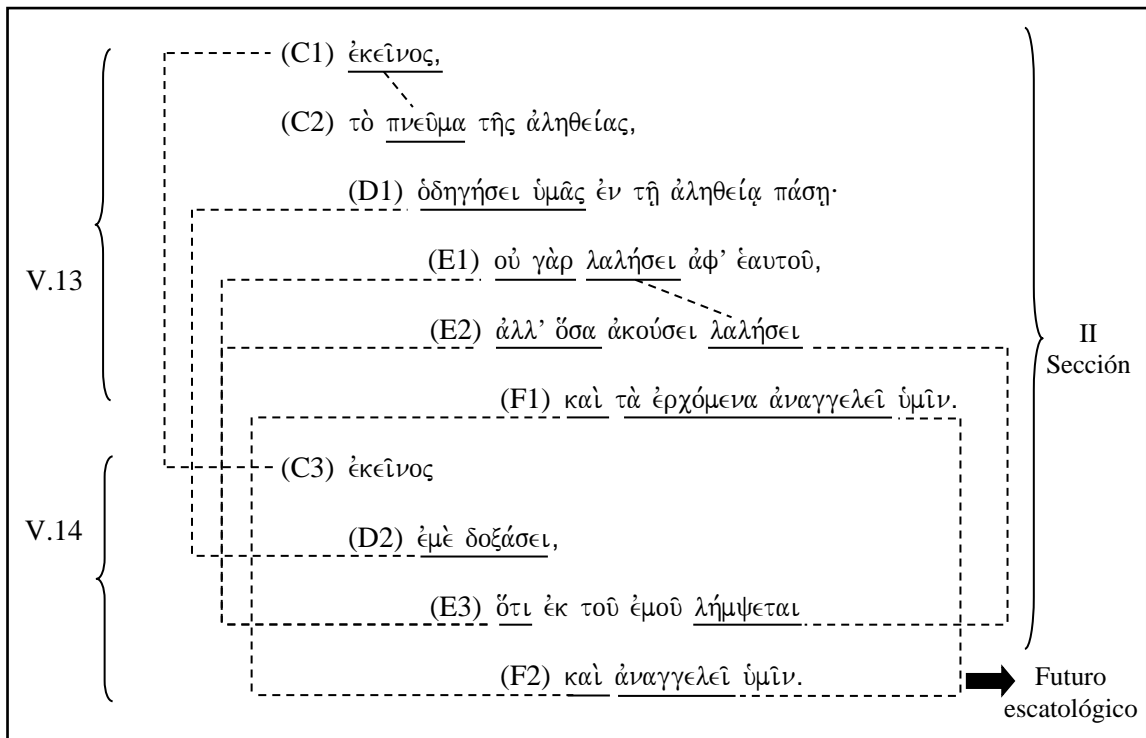 (C1) ἐκεῖνος,
(C2) τὸ πνεῦμα τῆς ἀληθείας,
(D1) ὁδηγήσει ὑμᾶς ἐν τῇ ἀληθείᾳ πάσῃ·
V.13
(E1) οὐ γὰρ λαλήσει ἀφ’ ἑαυτοῦ,
(E2) ἀλλ’ ὅσα ἀκούσει λαλήσει
II
Sección
(F1) καὶ τὰ ἐρχόμενα ἀναγγελεῖ ὑμῖν.
(C3) ἐκεῖνος
V.14
(D2) ἐμὲ δοξάσει,
(E3) ὅτι ἐκ τοῦ ἐμοῦ λήμψεται
(F2) καὶ ἀναγγελεῖ ὑμῖν.
Futuro
escatológico